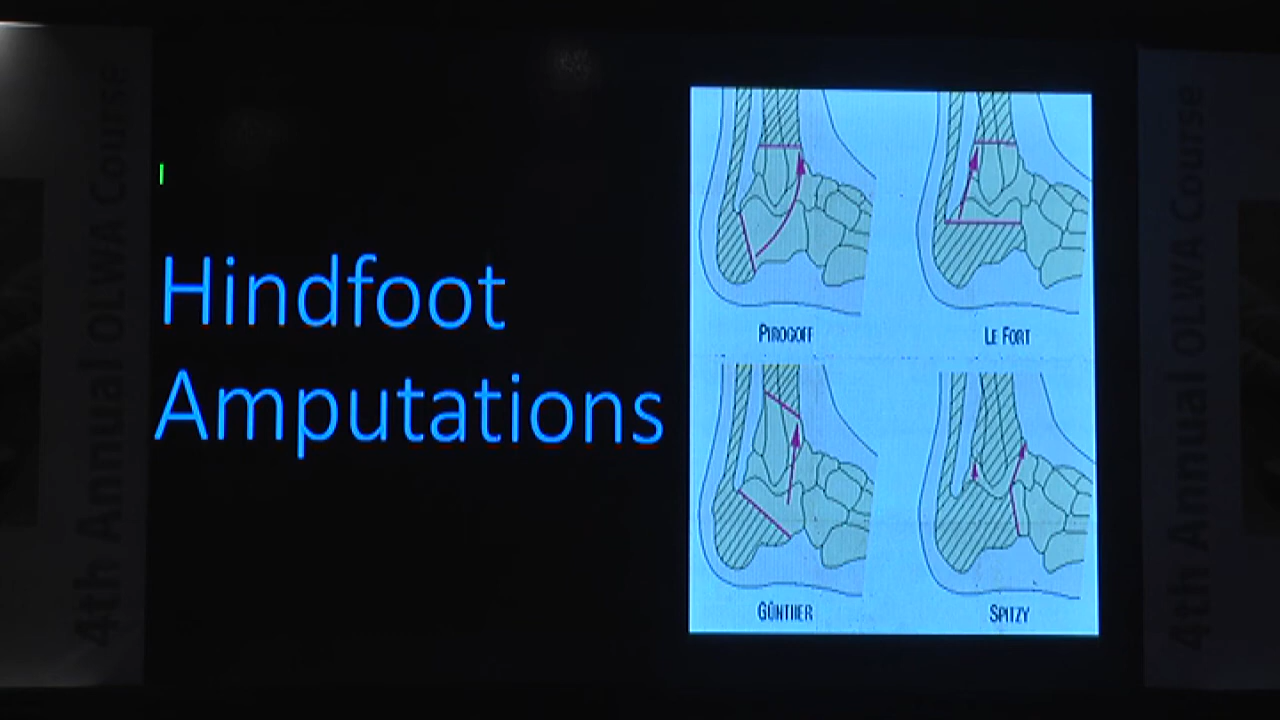 4th Annual OLWA Course
Hindfoot
Amputations
PIROGOFF
LE FORT
GÜNTHER
SPITZY
4th Annual OLWA Course